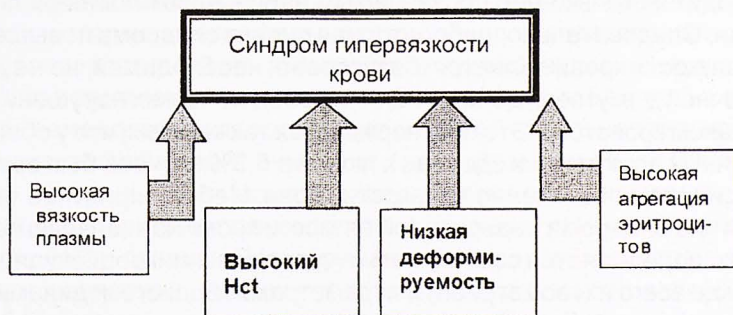 Синдром гипервязкости
крови
Высокая
вязкость
плазмы
Высокий
Hct
Низкая
деформи-
руемость
Высокая
агрегация
эритроци-
тов